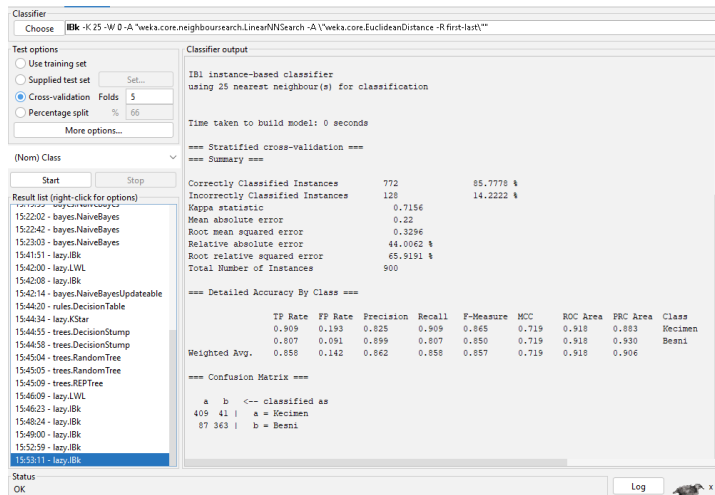 Classifier
Choose IBk -K 25 -W 0 -A "weka.core.neighboursearch.LinearNNSearch -A \"weka.core.EuclideanDistance -R first-last\""
Test options
Use training set
Supplied test set Set...
Cross-validation Folds 5
Percentage split % 66
More options...
(Nom) Class
Start Stop
Result list (right-click for options)
bayes.NaiveBayes
15:22:02 - bayes.NaiveBayes
15:22:42 - bayes.NaiveBayes
15:23:03 - bayes.NaiveBayes
15:41:51 - lazy.IBk
15:42:00 - lazy.LWL
15:42:08 - lazy.IBk
15:42:14 - bayes.NaiveBayesUpdateable
15:44:20 - rules.DecisionTable
15:44:34 - lazy.KStar
15:44:55 - trees.DecisionStump
15:44:58 - trees.DecisionStump
15:45:04 - trees.RandomTree
15:45:05 - trees.RandomTree
15:45:09 - trees.REPTree
15:46:09 - lazy.LWL
15:46:23 - lazy.IBk
15:48:24 - lazy.IBk
15:49:00 - lazy.IBk
15:52:59 - lazy.IBk
15:53:11 - lazy.IBk
Classifier output
IB1 instance-based classifier
using 25 nearest neighbour(s) for classification
Time taken to build model: 0 seconds
=== Stratified cross-validation ===
=== Summary ===
Correctly Classified Instances 772 85.7778 %
Incorrectly Classified Instances 128 14.2222 %
Kappa statistic 0.7156
Mean absolute error 0.22
Root mean squared error 0.3296
Relative absolute error 44.0062 %
Root relative squared error 65.9191 %
Total Number of Instances 900
=== Detailed Accuracy By Class ===
TP Rate FP Rate Precision Recall F-Measure MCC ROC Area PRC Area Class
0.909 0.193 0.825 0.909 0.865 0.719 0.918 0.883 Kecimen
0.807 0.091 0.899 0.807 0.850 0.719 0.918 0.930 Besni
Weighted Avg. 0.858 0.142 0.862 0.858 0.857 0.719 0.918 0.906
=== Confusion Matrix ===
a b <-- classified as
409 41 | a = Kecimen
87 363 | b = Besni
Status
OK
Log
x